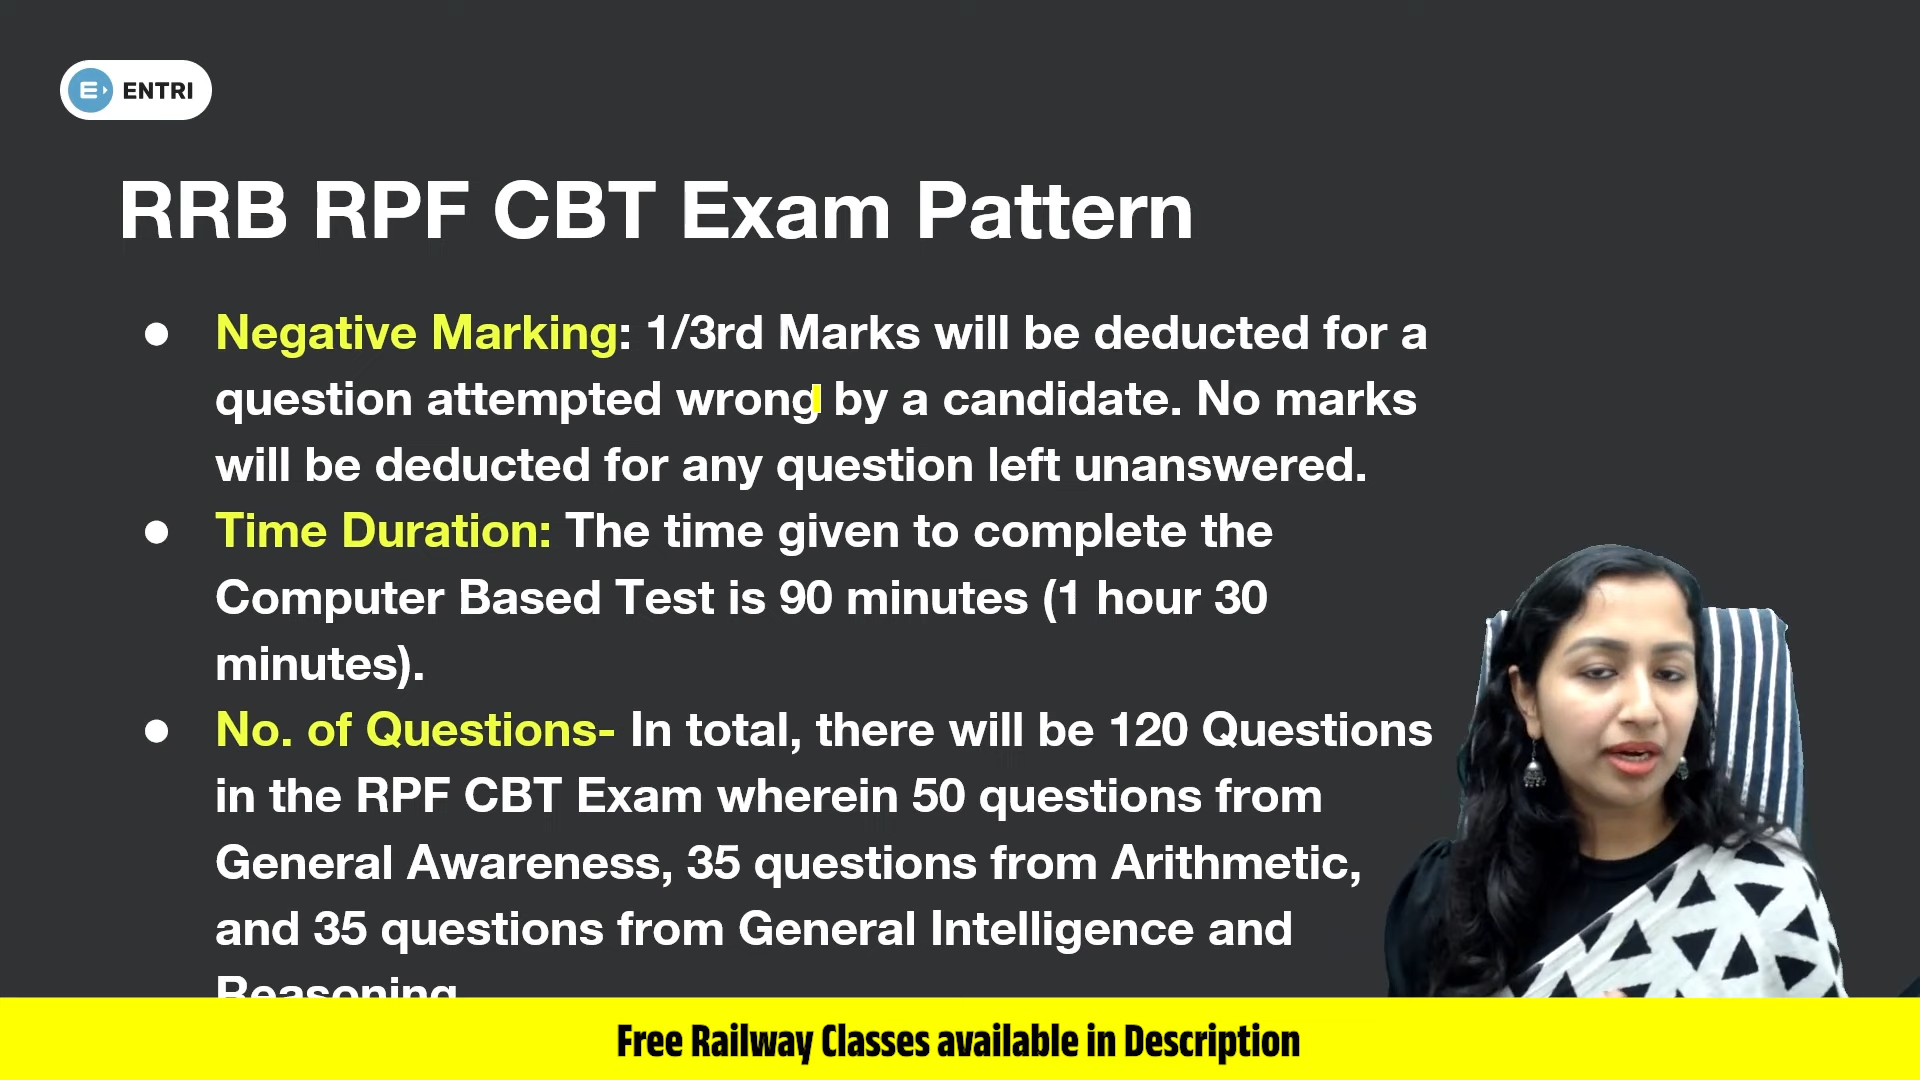 ENTRI
RRB RPF CBT Exam Pattern
● Negative Marking: 1/3rd Marks will be deducted for a
question attempted wrong by a candidate. No marks
will be deducted for any question left unanswered.
● Time Duration: The time given to complete the
Computer Based Test is 90 minutes (1 hour 30
minutes).
● No. of Questions- In total, there will be 120 Questions
in the RPF CBT Exam wherein 50 questions from
General Awareness, 35 questions from Arithmetic,
and 35 questions from General Intelligence and
Reasoning
Free Railway Classes available in Description